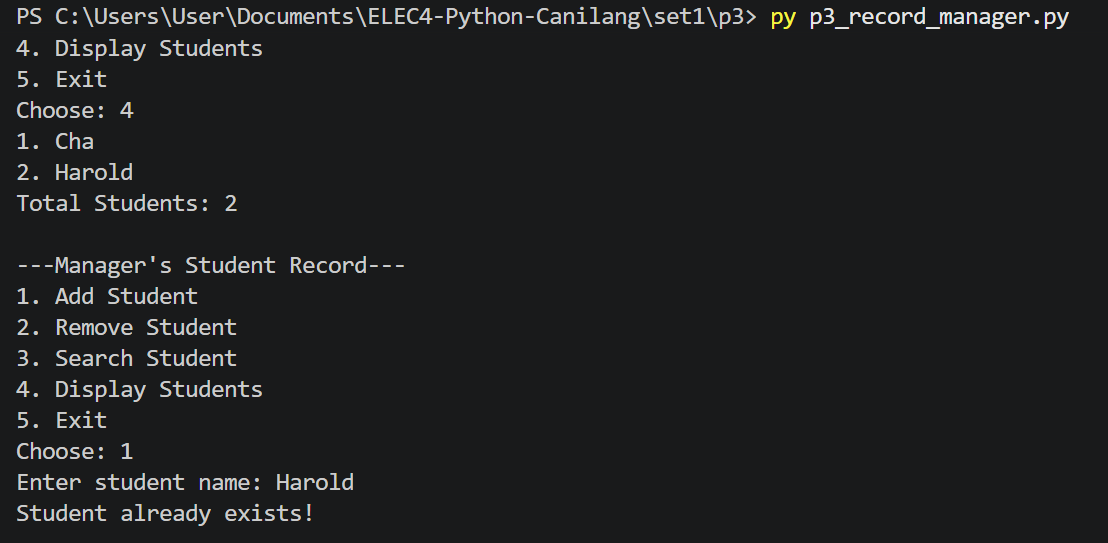 PS C:\Users\User\Documents\ELEC4-Python-Canilang\set1\p3> py p3_record_manager.py
4. Display Students
5. Exit
Choose: 4
1. Cha
2. Harold
Total Students: 2

---Manager's Student Record---
1. Add Student
2. Remove Student
3. Search Student
4. Display Students
5. Exit
Choose: 1
Enter student name: Harold
Student already exists!